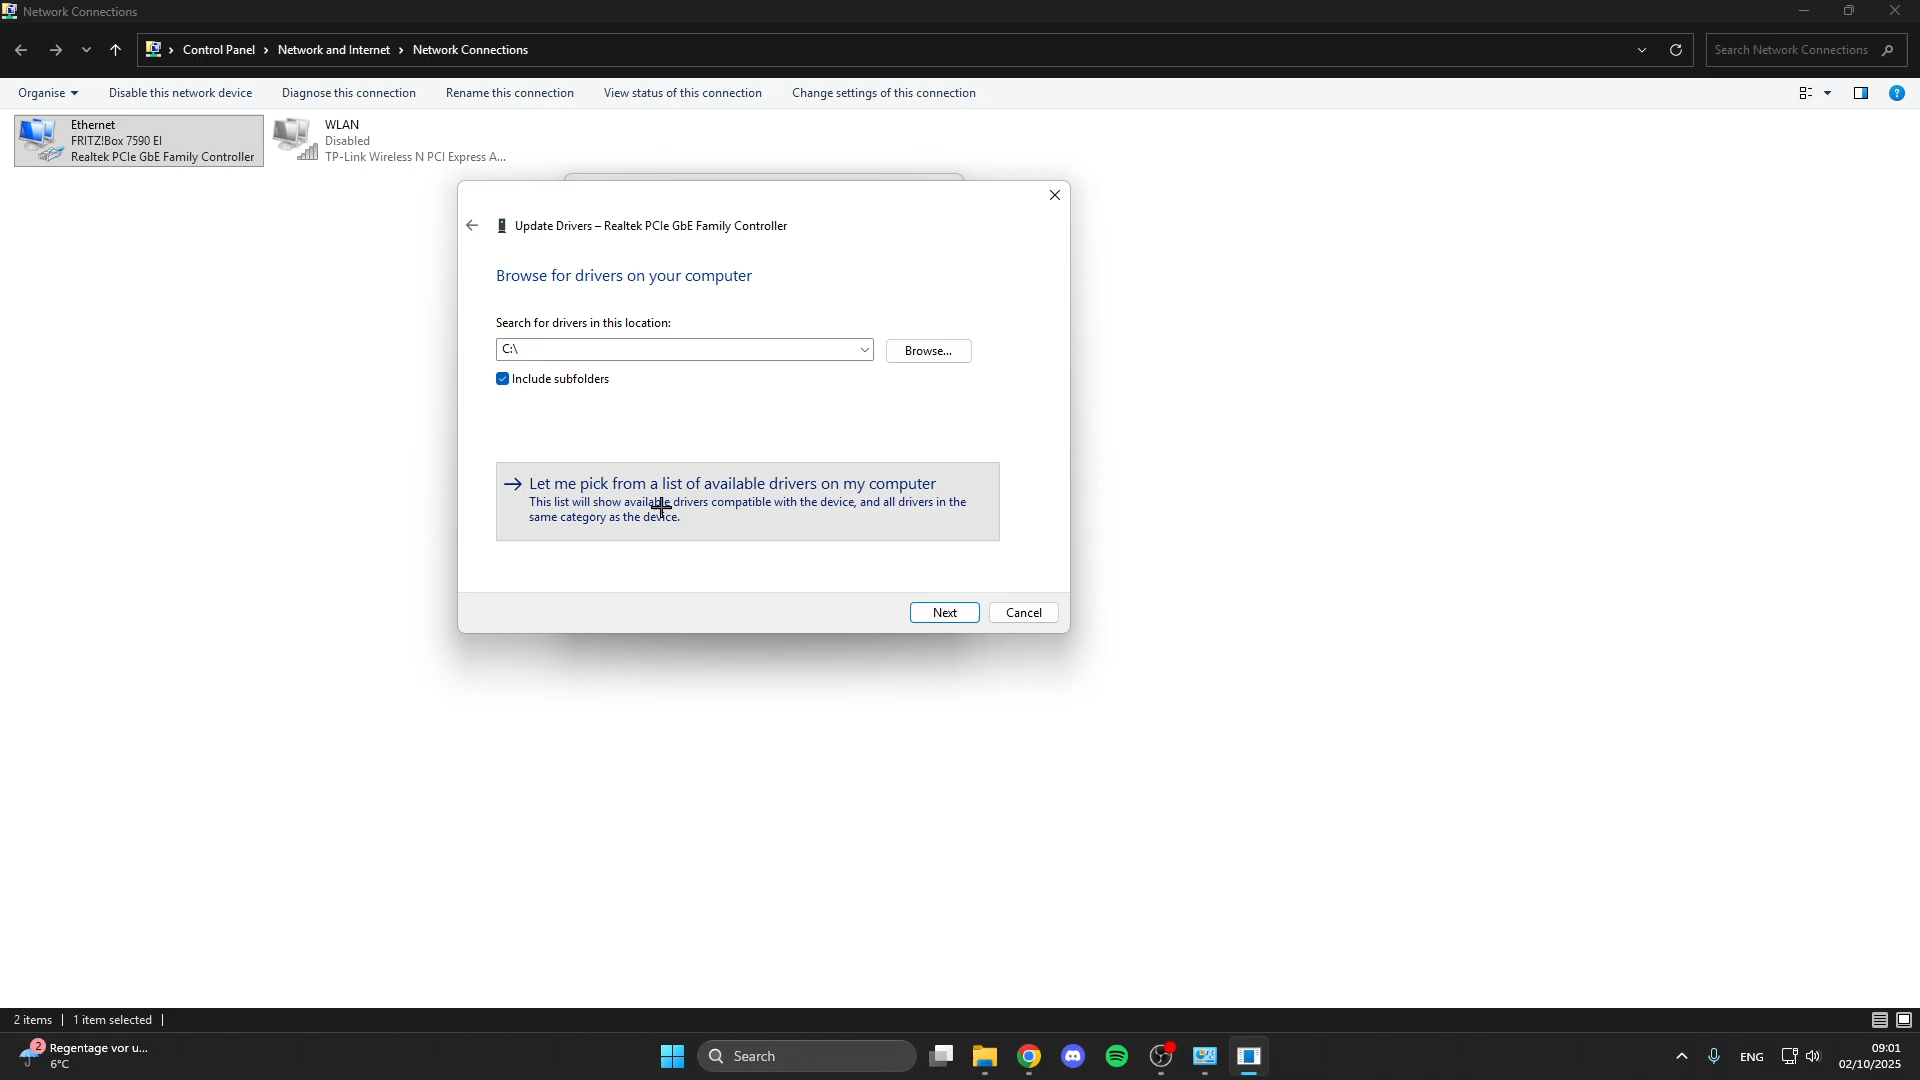 Network Connections
Control Panel > Network and Internet > Network Connections
Search Network Connections
Organise
Disable this network device
Diagnose this connection
Rename this connection
View status of this connection
Change settings of this connection
Ethernet
FRITZ!Box 7590 EI
Realtek PCIe GbE Family Controller
WLAN
Disabled
TP-Link Wireless N PCI Express A...
Update Drivers – Realtek PCIe GbE Family Controller
Browse for drivers on your computer
Search for drivers in this location:
C:\
Browse...
Include subfolders
Let me pick from a list of available drivers on my computer
This list will show available drivers compatible with the device, and all drivers in the
same category as the device.
Next
Cancel
2 items
1 item selected
2
Regentage vor u...
6°C
Search
ENG
09:01
02/10/2025